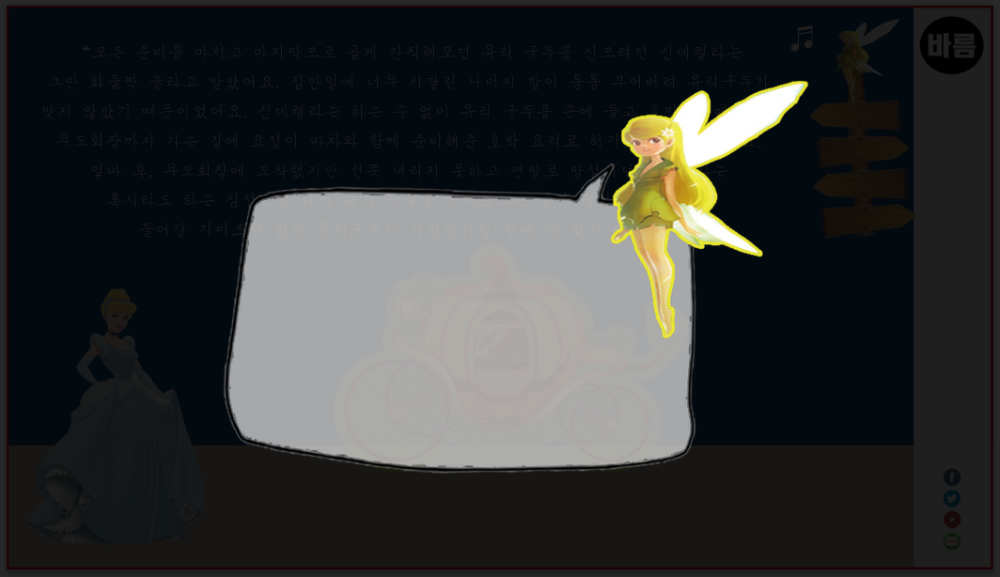 “모든 준비를 마치고 마지막으로 곱게 간직해오던 유리 구두를 신으려던 신데렐라는
그만 화들짝 놀라고 말았어요. 집안일에 너무 시달린 나머지 발이 퉁퉁 부어버려 유리구두가
맞지 않았기 때문이었어요. 신데렐라는 하는 수 없이 유리 구두를 손에 들고
무도회장까지 가는 길에 요정이 마차와 함께 준비해준 호박 요리로 허기
얼마 후, 무도회장에 도착했지만 선뜻 내리지 못하고 맨발로 망설
혹시라도 하는 심정
들어갈 기미조차
바름